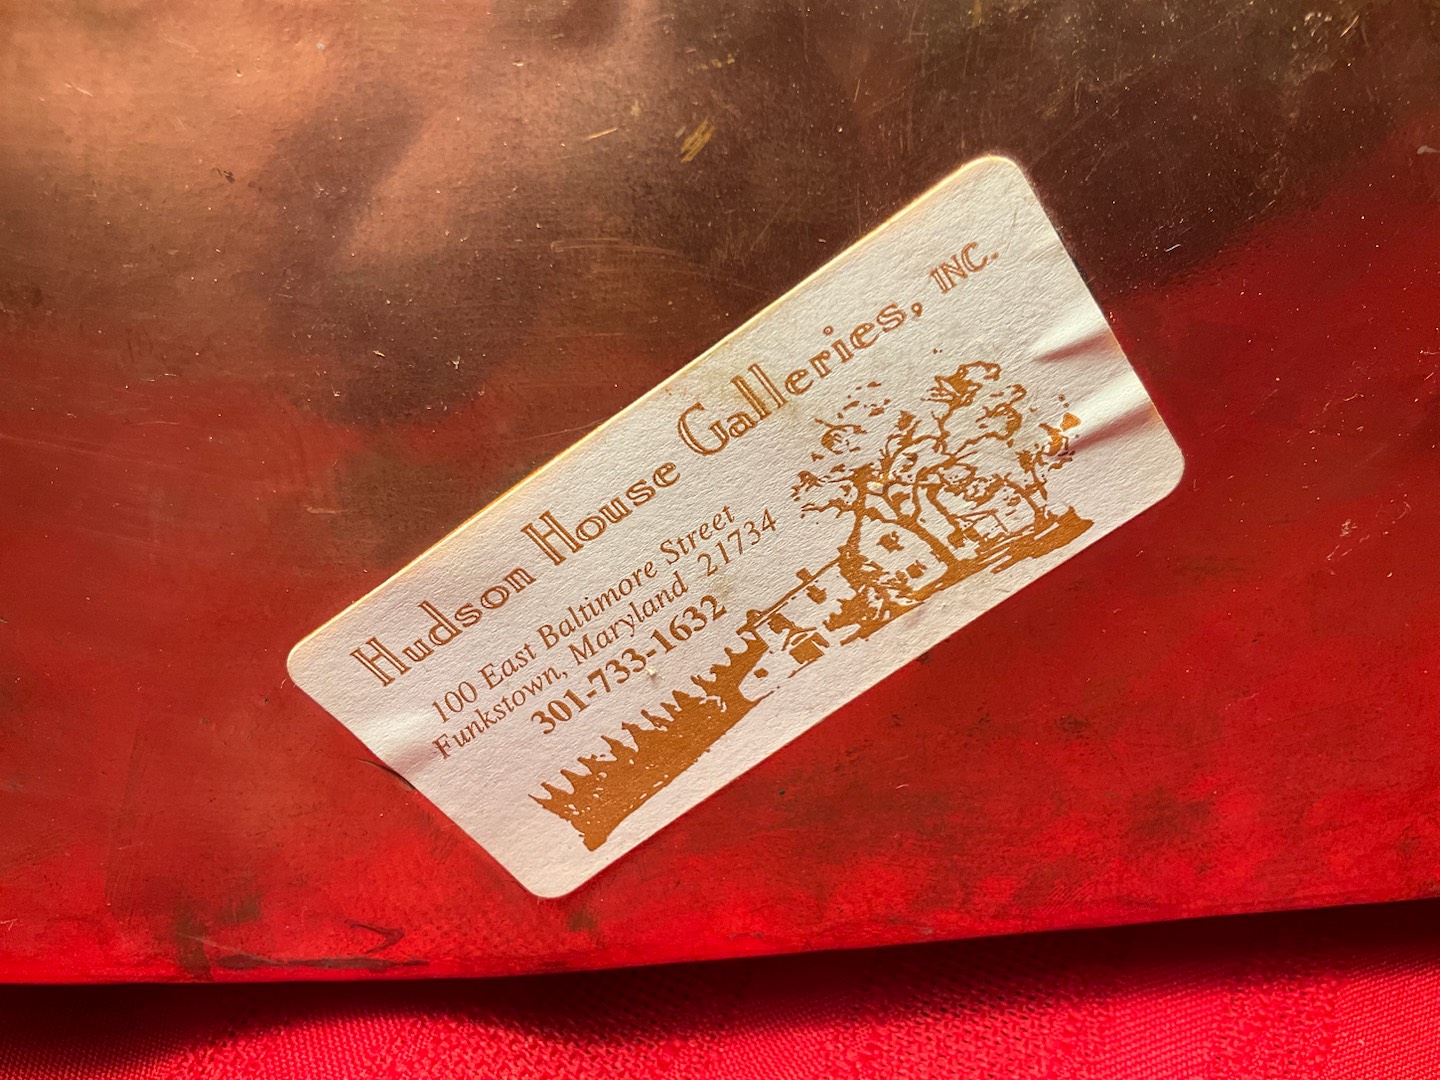 Hudson House Galleries, INC.
100 East Baltimore Street
Funkstown, Maryland 21734
301-733-1632